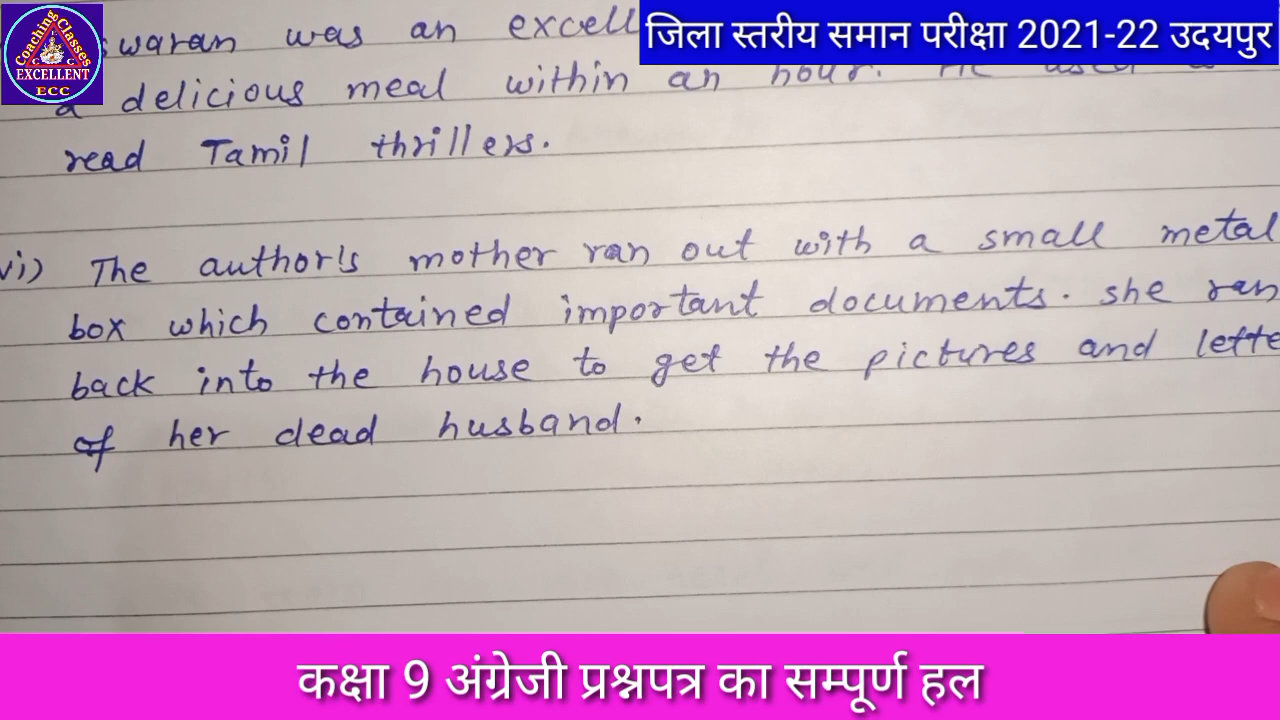 Coaching Classes
C G C
EXCELLENT
ECC
जिला स्तरीय समान परीक्षा 2021-22 उदयपुर
swaran was an excell
a delicious meal within an hour. He used
read Tamil thrillers.
vi) The author's mother ran out with a small metal
box which contained important documents. she ran
back into the house to get the pictures and lette
of her dead husband.
कक्षा 9 अंग्रेजी प्रश्नपत्र का सम्पूर्ण हल